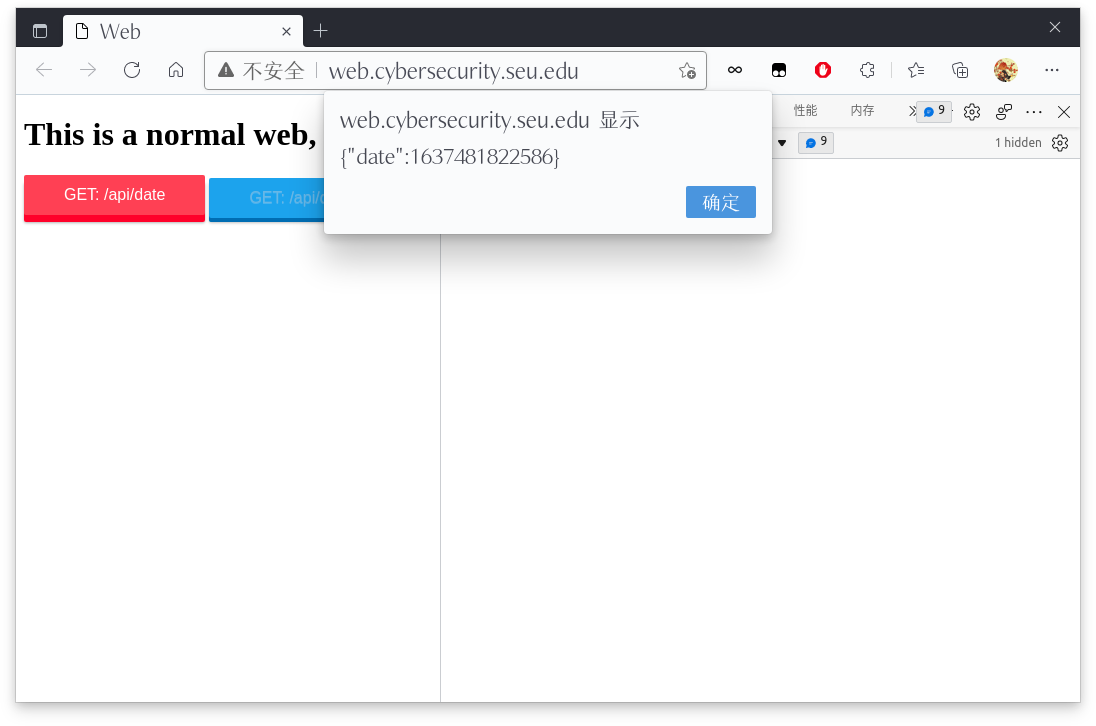 Web
不安全
web.cybersecurity.seu.edu
web.cybersecurity.seu.edu 显示
{"date":1637481822586}
确定
性能
内存
9
This is a normal web,
9
1 hidden
GET: /api/date
GET: /api/